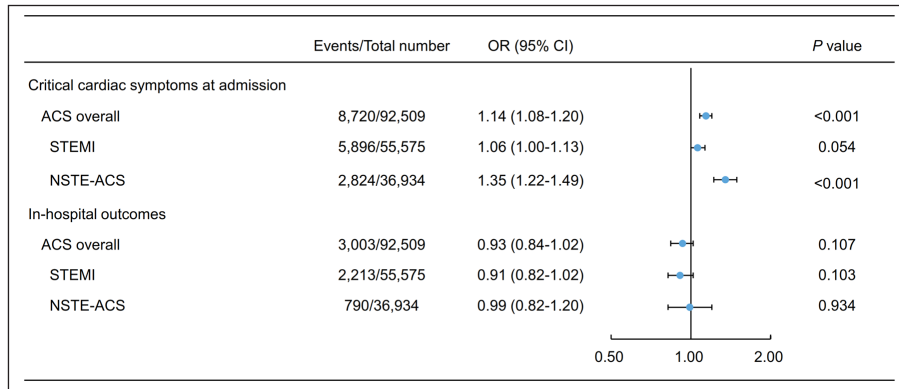 Events/Total number OR (95% CI) P value
Critical cardiac symptoms at admission
ACS overall 8,720/92,509 1.14 (1.08-1.20) <0.001
STEMI 5,896/55,575 1.06 (1.00-1.13) 0.054
NSTE-ACS 2,824/36,934 1.35 (1.22-1.49) <0.001
In-hospital outcomes
ACS overall 3,003/92,509 0.93 (0.84-1.02) 0.107
STEMI 2,213/55,575 0.91 (0.82-1.02) 0.103
NSTE-ACS 790/36,934 0.99 (0.82-1.20) 0.934
0.50 1.00 2.00